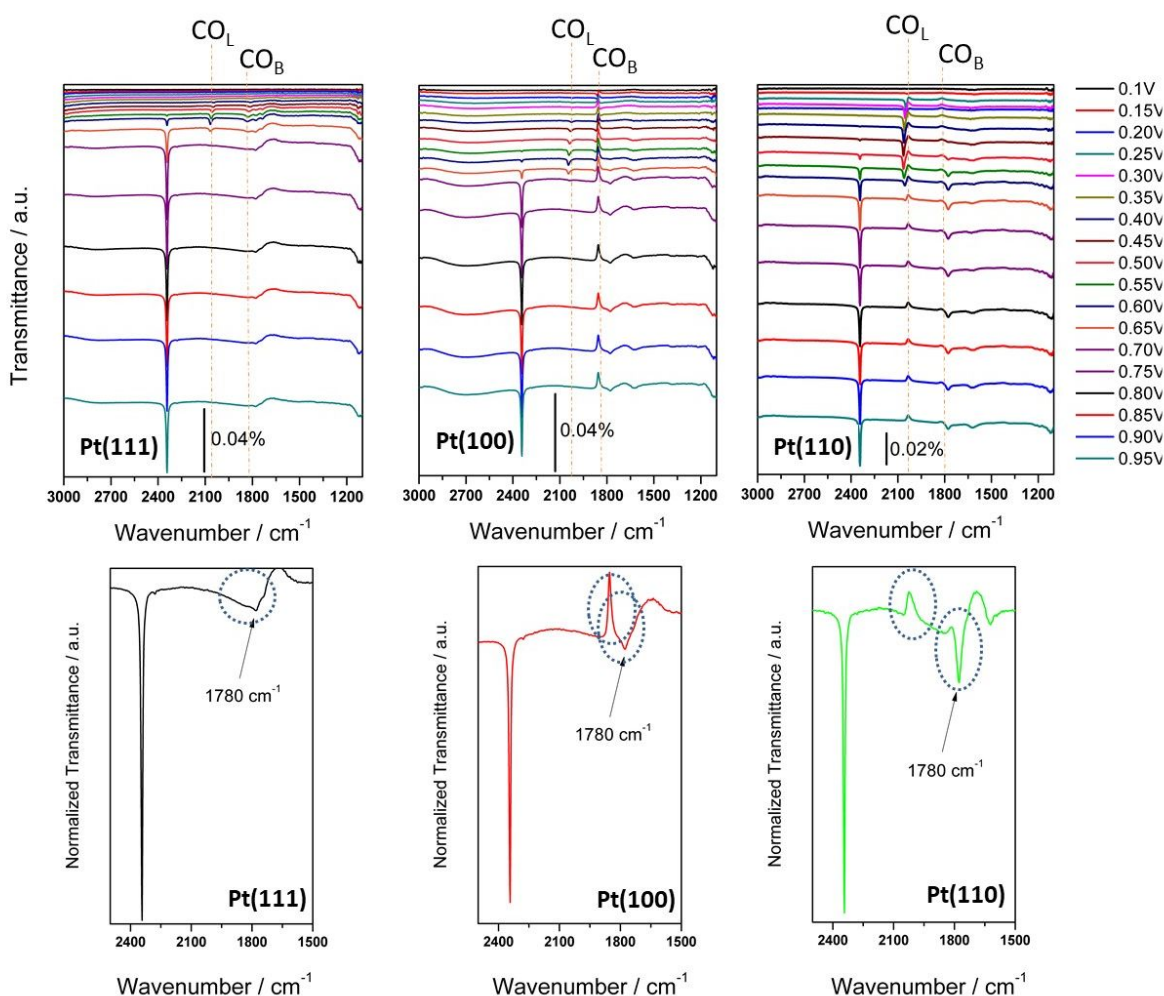 CO_L
CO_B
CO_L
CO_B
CO_L
CO_B
Transmittance / a.u.
Pt(111)
0.04%
3000 2700 2400 2100 1800 1500 1200
Wavenumber / cm⁻¹
Pt(100)
0.04%
3000 2700 2400 2100 1800 1500 1200
Wavenumber / cm⁻¹
Pt(110)
0.02%
3000 2700 2400 2100 1800 1500 1200
Wavenumber / cm⁻¹
0.1V
0.15V
0.20V
0.25V
0.30V
0.35V
0.40V
0.45V
0.50V
0.55V
0.60V
0.65V
0.70V
0.75V
0.80V
0.85V
0.90V
0.95V
Normalized Transmittance / a.u.
1780 cm⁻¹
Pt(111)
2400 2100 1800 1500
Wavenumber / cm⁻¹
Normalized Transmittance / a.u.
1780 cm⁻¹
Pt(100)
2400 2100 1800 1500
Wavenumber / cm⁻¹
Normalized Transmittance / a.u.
1780 cm⁻¹
Pt(110)
2400 2100 1800 1500
Wavenumber / cm⁻¹